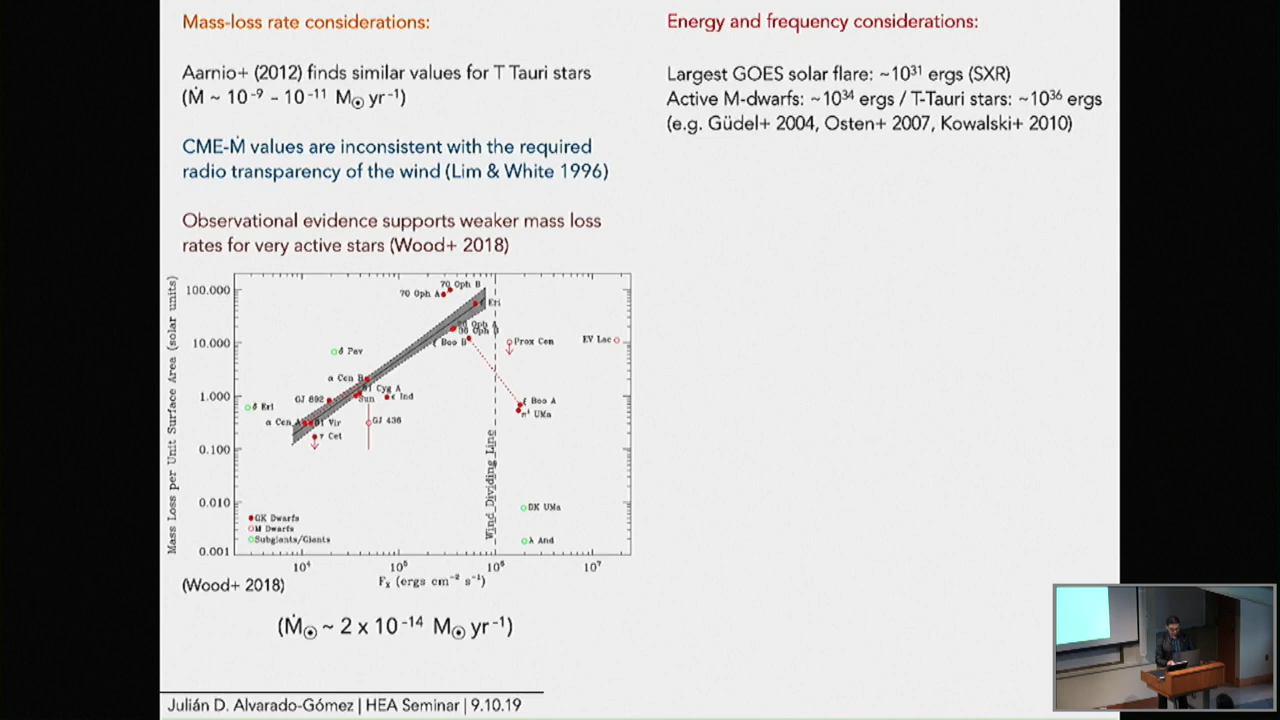 Mass-loss rate considerations:
Aarnio+ (2012) finds similar values for T Tauri stars
(Ṁ ~ 10⁻⁹ – 10⁻¹¹ M☉ yr⁻¹)
CME-Ṁ values are inconsistent with the required
radio transparency of the wind (Lim & White 1996)
Observational evidence supports weaker mass loss
rates for very active stars (Wood+ 2018)
Mass Loss per Unit Surface Area (solar units)
100.000
10.000
1.000
0.100
0.010
0.001
70 Oph B
70 Oph A
ε Eri
36 Oph B
ξ Boo B
Prox Cen
EV Lac
δ Pav
α Cen B
61 Cyg A
GJ 892
Sun
ε Ind
ξ Boo A
π¹ UMa
δ Eri
α Cen A
61 Vir
GJ 436
τ Cet
Wind Dividing Line
DK UMa
λ And
GK Dwarfs
M Dwarfs
Subgiants/Giants
10⁴
10⁵
10⁶
10⁷
Fₓ (ergs cm⁻² s⁻¹)
(Wood+ 2018)
(Ṁ☉ ~ 2 x 10⁻¹⁴ M☉ yr⁻¹)
Julián D. Alvarado-Gómez | HEA Seminar | 9.10.19
Energy and frequency considerations:
Largest GOES solar flare: ~10³¹ ergs (SXR)
Active M-dwarfs: ~10³⁴ ergs / T-Tauri stars: ~10³⁶ ergs
(e.g. Güdel+ 2004, Osten+ 2007, Kowalski+ 2010)